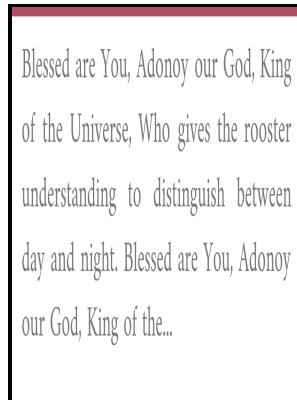 Blessed are You, Adonoy our God, King
of the Universe, Who gives the rooster
understanding to distinguish between
day and night. Blessed are You, Adonoy
our God, King of the...